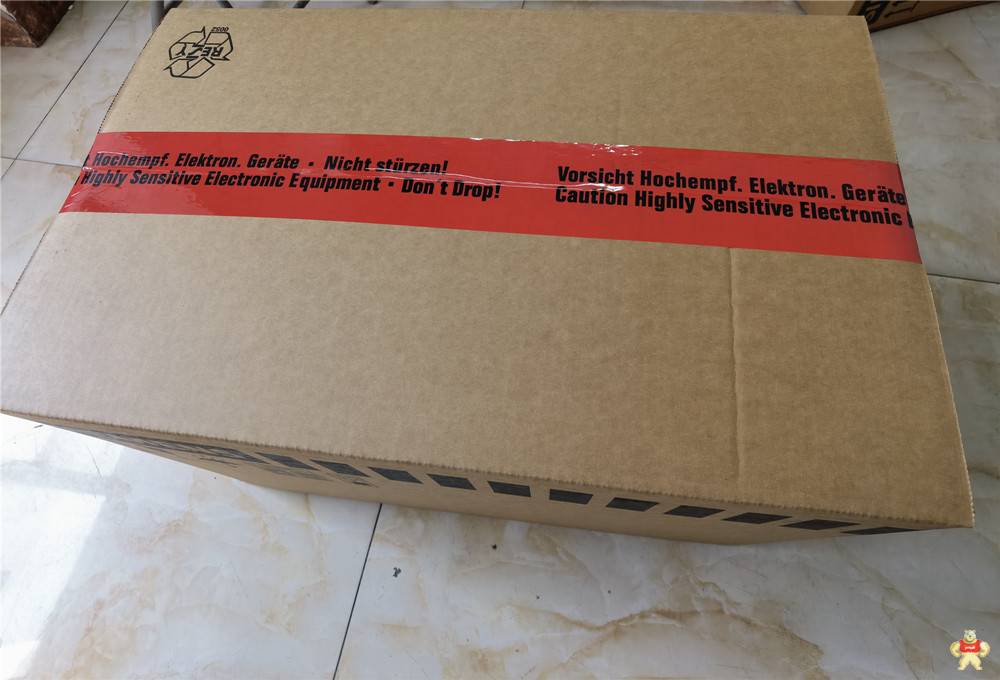 RESY
0052
Hochempf. Elektron. Geräte · Nicht stürzen!
Highly Sensitive Electronic Equipment · Don´t Drop!
Vorsicht Hochempf. Elektron. Geräte
Caution Highly Sensitive Electronic